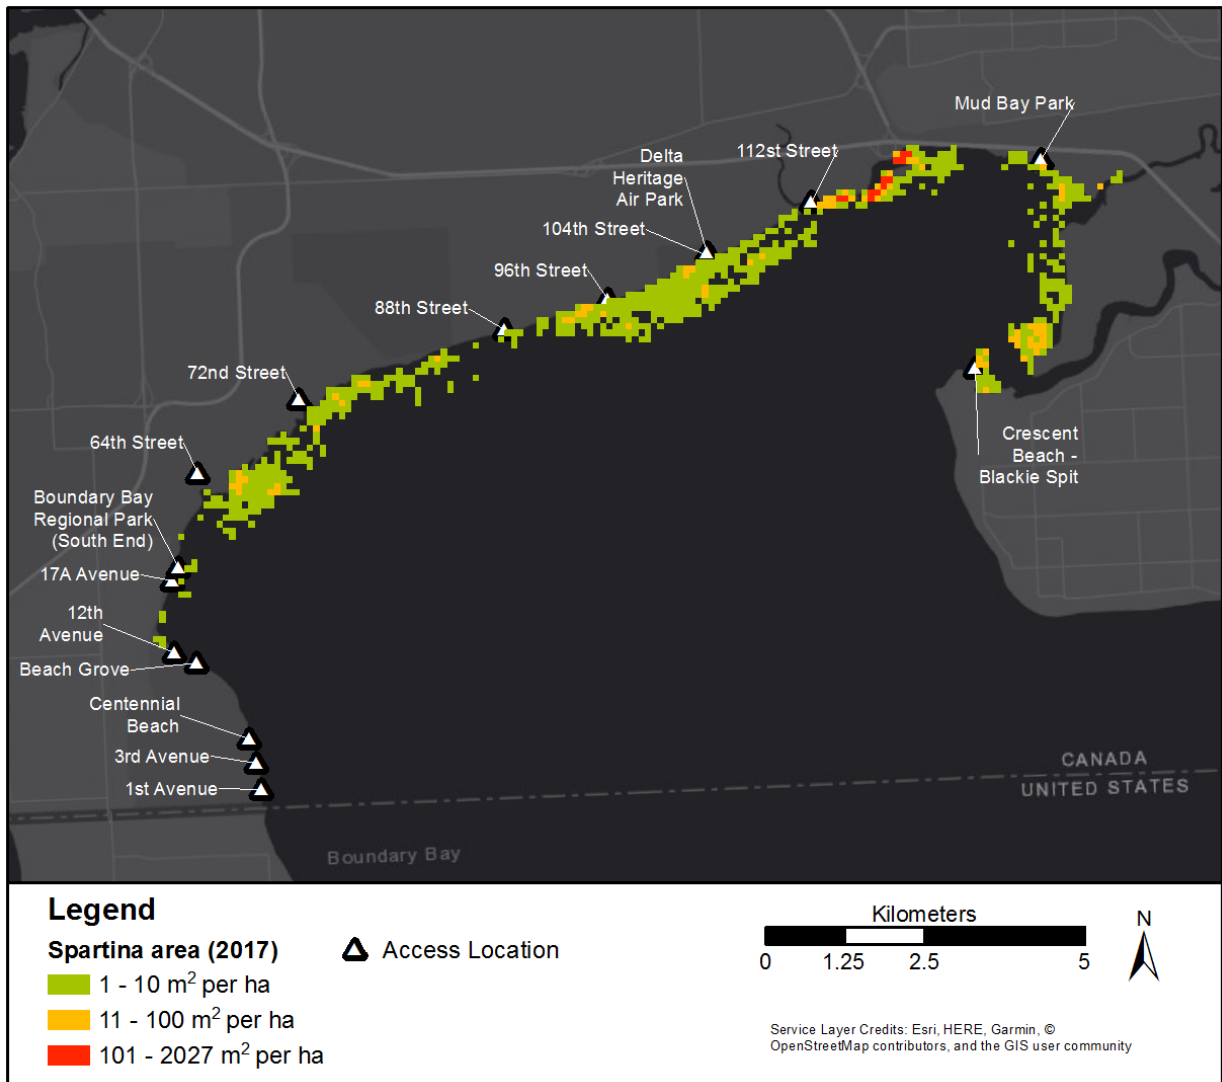 Mud Bay Park
112st Street
Delta
Heritage
Air Park
104th Street
96th Street
88th Street
72nd Street
64th Street
Boundary Bay
Regional Park
(South End)
17A Avenue
12th
Avenue
Beach Grove
Centennial
Beach
3rd Avenue
1st Avenue
Crescent
Beach -
Blackie Spit
CANADA
UNITED STATES
Boundary Bay
Legend
Spartina area (2017)
Access Location
1 - 10 m² per ha
11 - 100 m² per ha
101 - 2027 m² per ha
Kilometers
0 1.25 2.5 5
N
Service Layer Credits: Esri, HERE, Garmin, ©
OpenStreetMap contributors, and the GIS user community